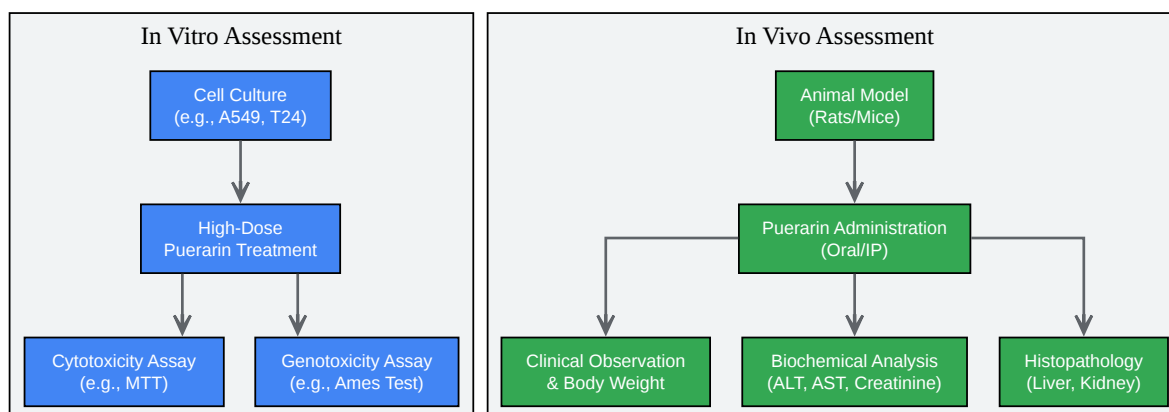 In Vitro Assessment
Cell Culture
(e.g., A549, T24)
High-Dose
Puerarin Treatment
Cytotoxicity Assay
(e.g., MTT)
Genotoxicity Assay
(e.g., Ames Test)
In Vivo Assessment
Animal Model
(Rats/Mice)
Puerarin Administration
(Oral/IP)
Clinical Observation
& Body Weight
Biochemical Analysis
(ALT, AST, Creatinine)
Histopathology
(Liver, Kidney)